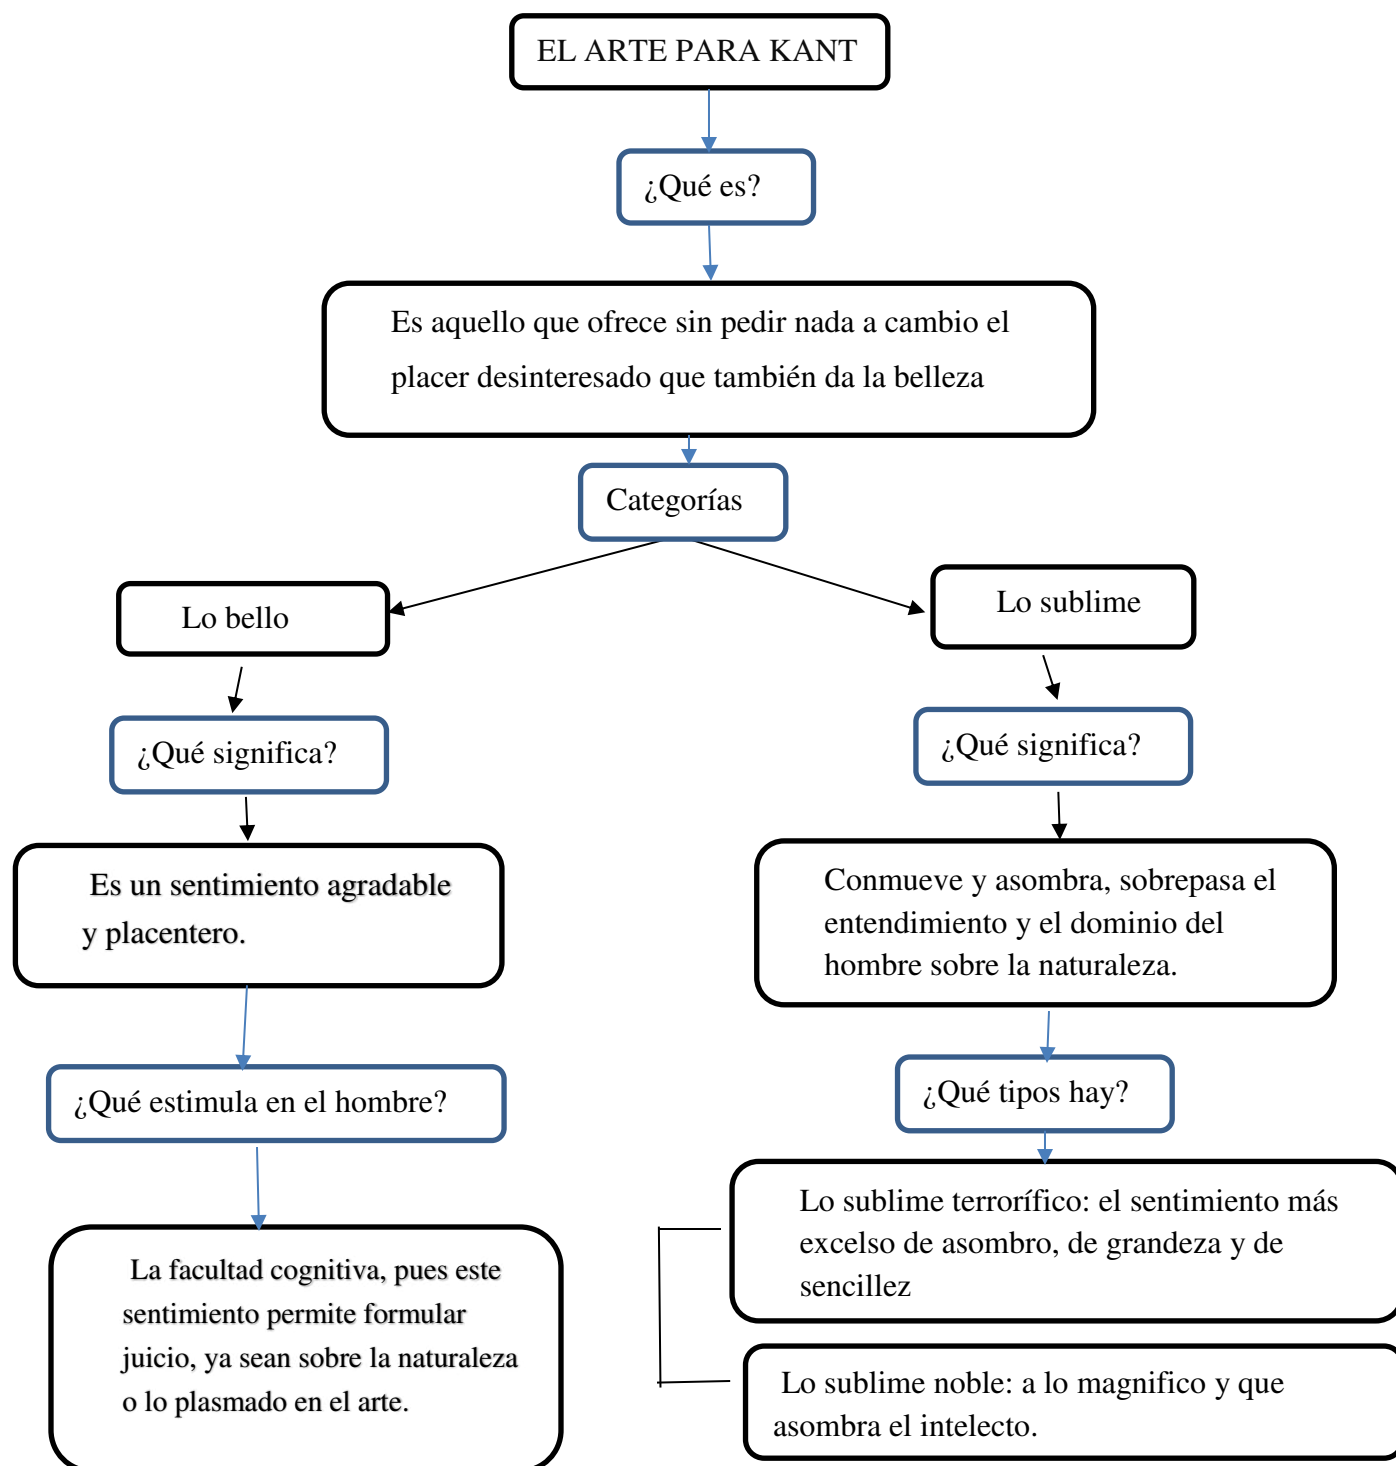 EL ARTE PARA KANT
¿Qué es?
Es aquello que ofrece sin pedir nada a cambio el
placer desinteresado que también da la belleza
Categorías
Lo bello
¿Qué significa?
Es un sentimiento agradable
y placentero.
¿Qué estimula en el hombre?
La facultad cognitiva, pues este
sentimiento permite formular
juicio, ya sean sobre la naturaleza
o lo plasmado en el arte.
Lo sublime
¿Qué significa?
Conmueve y asombra, sobrepasa el
entendimiento y el dominio del
hombre sobre la naturaleza.
¿Qué tipos hay?
Lo sublime terrorífico: el sentimiento más
excelso de asombro, de grandeza y de
sencillez
Lo sublime noble: a lo magnifico y que
asombra el intelecto.